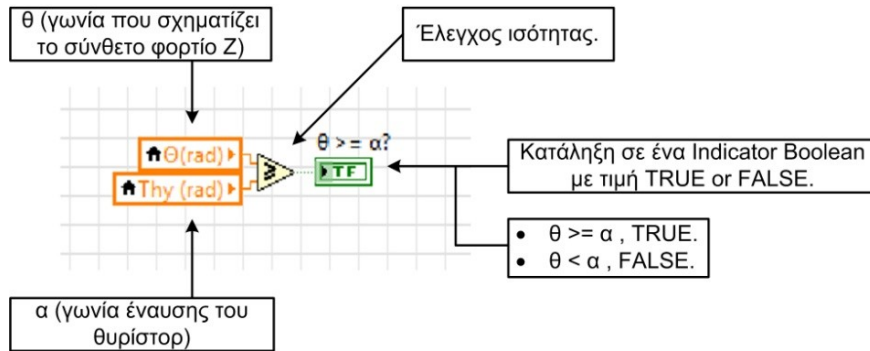 θ (γωνία που σχηματίζει
το σύνθετο φορτίο Z)
Έλεγχος ισότητας.
θ >= α?
Θ(rad)
Thy (rad)
TF
Κατάληξη σε ένα Indicator Boolean
με τιμή TRUE or FALSE.
• θ >= α , TRUE.
• θ < α , FALSE.
α (γωνία έναυσης του
θυρίστορ)